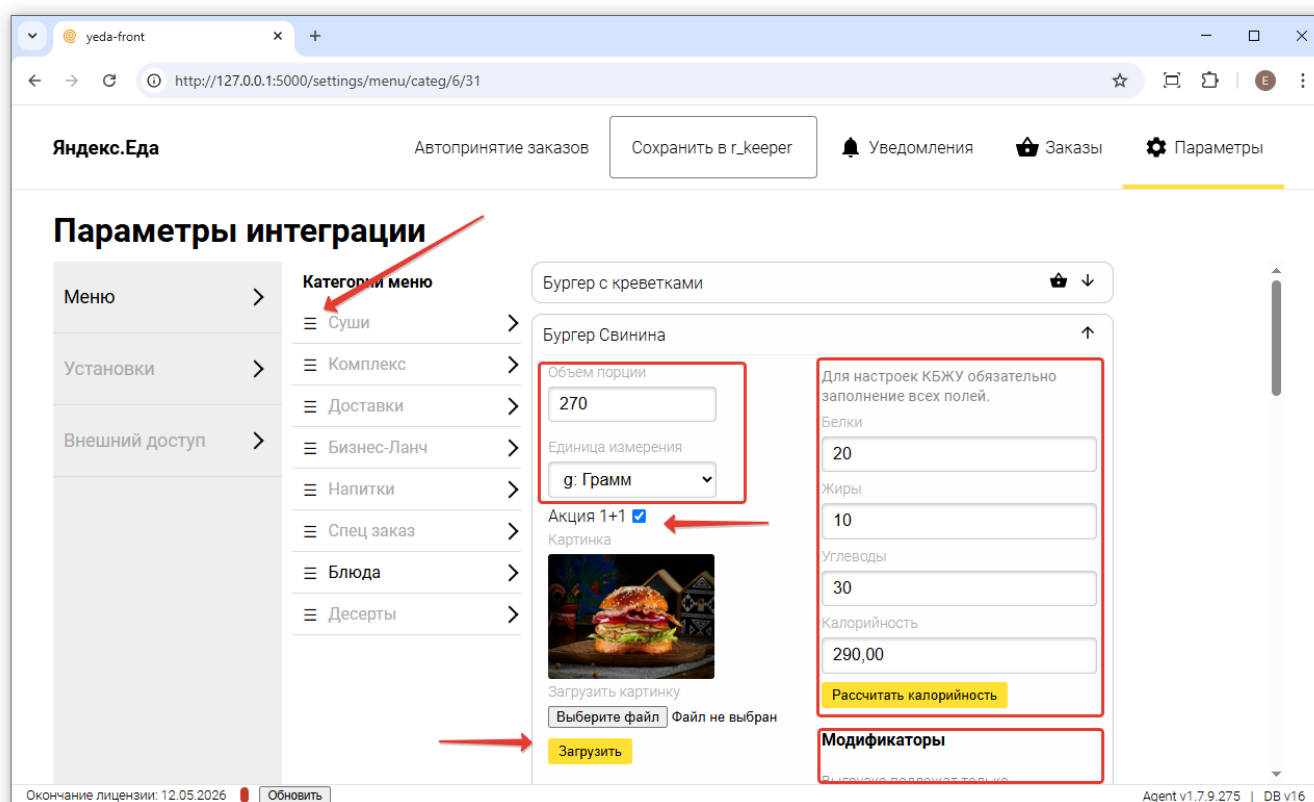 yeda-front
http://127.0.0.1:5000/settings/menu/categ/6/31
E
Яндекс.Еда
Автопринятие заказов
Сохранить в r_keeper
Уведомления
Заказы
Параметры
Параметры интеграции
Меню
Установки
Внешний доступ
Категории меню
Суши
Комплекс
Доставки
Бизнес-Ланч
Напитки
Спец заказ
Блюда
Десерты
Бургер с креветками
Бургер Свинина
Объем порции
270
Единица измерения
g: Грамм
Акция 1+1
Картинка
Загрузить картинку
Выберите файл Файл не выбран
Загрузить
Для настроек КБЖУ обязательно
заполнение всех полей.
Белки
20
Жиры
10
Углеводы
30
Калорийность
290,00
Рассчитать калорийность
Модификаторы
Выгрузке подлежат только
Окончание лицензии: 12.05.2026
Обновить
Agent v1.7.9.275 | DB v16